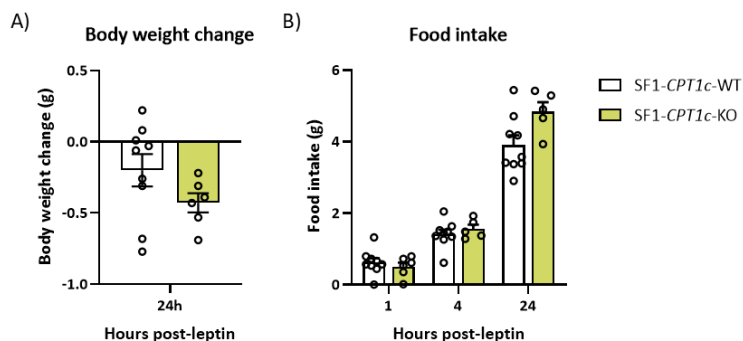 A)
Body weight change
Body weight change (g)
0.5
0.0
-0.5
-1.0
24h
Hours post-leptin
B)
Food intake
Food intake (g)
6
4
2
0
1 4 24
Hours post-leptin
SF1-CPT1c-WT
SF1-CPT1c-KO